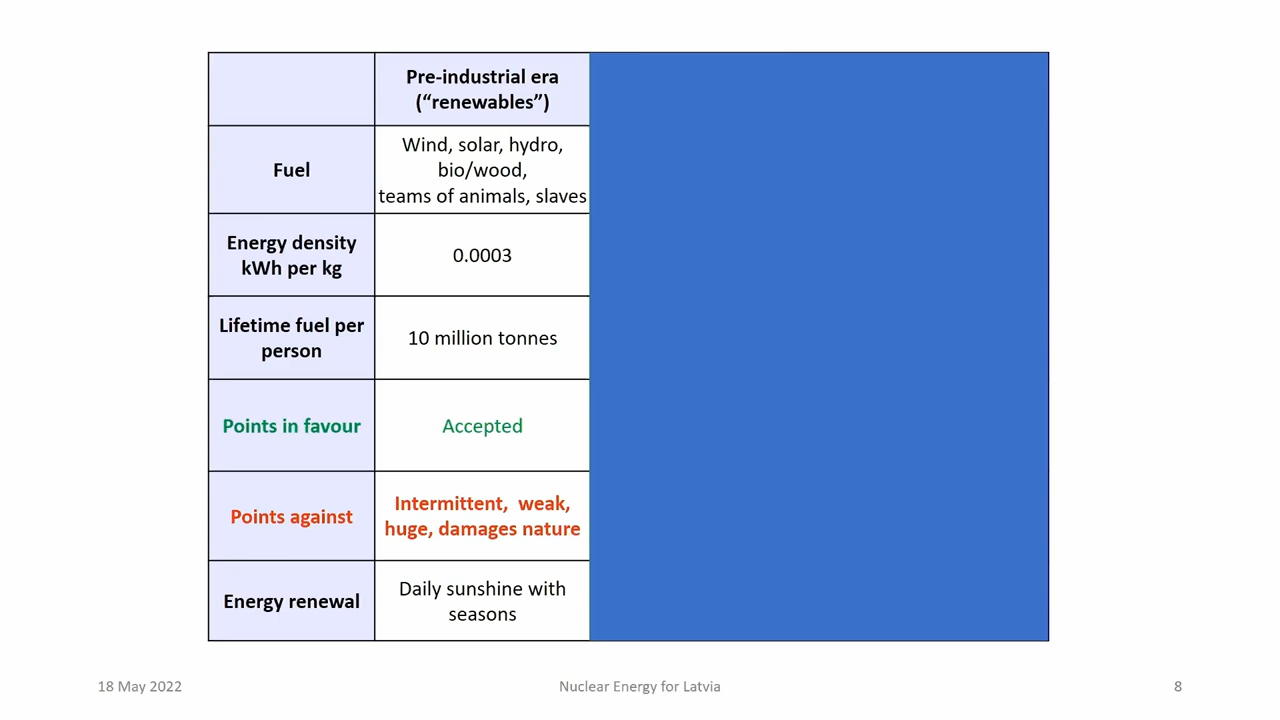 Pre-industrial era
(“renewables”)
Fuel
Wind, solar, hydro,
bio/wood,
teams of animals, slaves
Energy density
kWh per kg
0.0003
Lifetime fuel per
person
10 million tonnes
Points in favour
Accepted
Points against
Intermittent,  weak,
huge, damages nature
Energy renewal
Daily sunshine with
seasons
18 May 2022
Nuclear Energy for Latvia
8